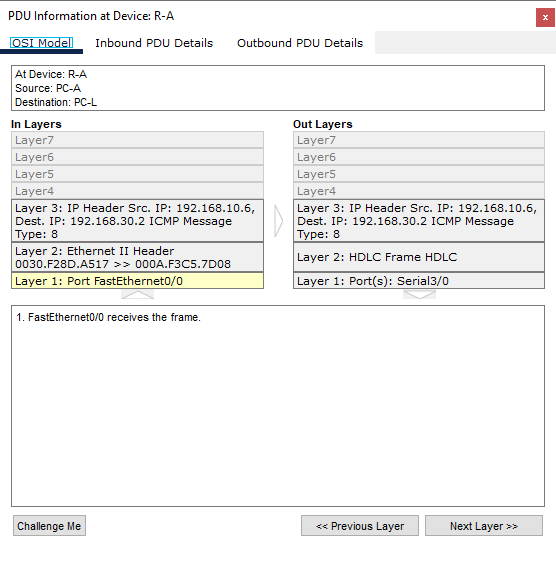 PDU Information at Device: R-A
x
OSI Model Inbound PDU Details Outbound PDU Details
At Device: R-A
Source: PC-A
Destination: PC-L
In Layers
Layer7
Layer6
Layer5
Layer4
Layer 3: IP Header Src. IP: 192.168.10.6,
Dest. IP: 192.168.30.2 ICMP Message
Type: 8
Layer 2: Ethernet II Header
0030.F28D.A517 >> 000A.F3C5.7D08
Layer 1: Port FastEthernet0/0
Out Layers
Layer7
Layer6
Layer5
Layer4
Layer 3: IP Header Src. IP: 192.168.10.6,
Dest. IP: 192.168.30.2 ICMP Message
Type: 8
Layer 2: HDLC Frame HDLC
Layer 1: Port(s): Serial3/0
1. FastEthernet0/0 receives the frame.
Challenge Me
<< Previous Layer
Next Layer >>